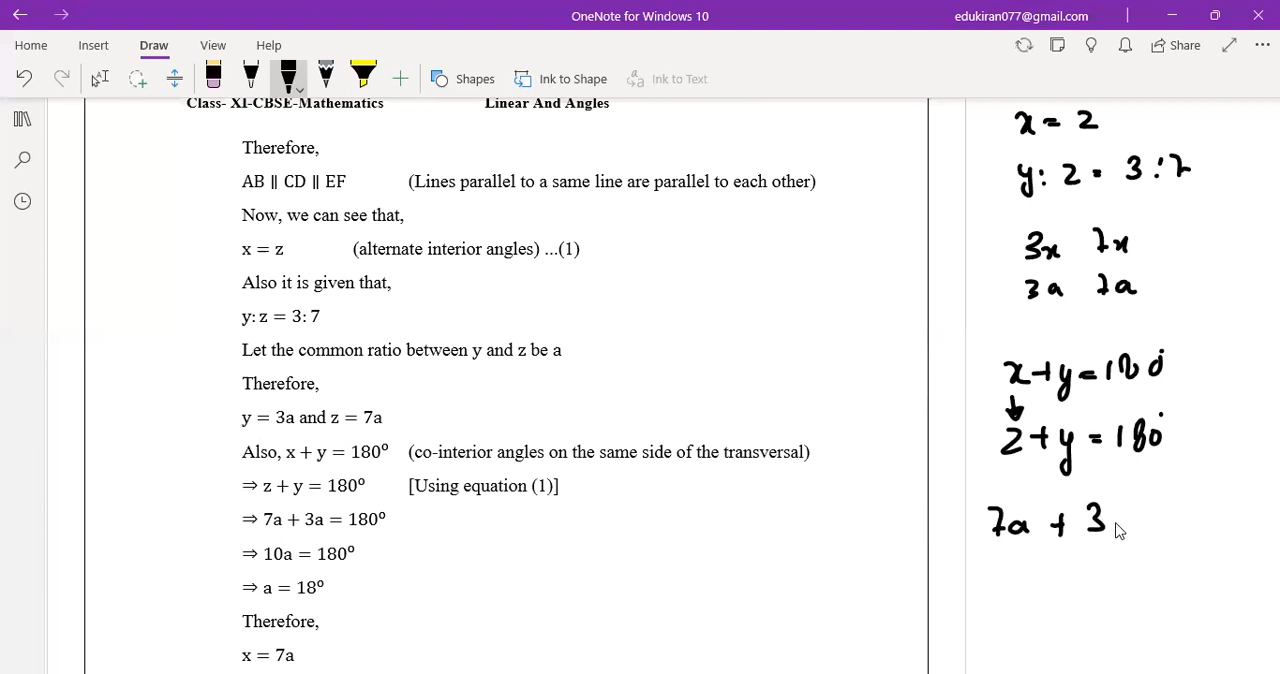 OneNote for Windows 10
edukiran077@gmail.com
Home Insert Draw View Help
Share
Shapes Ink to Shape Ink to Text
Class- XI-CBSE-Mathematics Linear And Angles
Therefore,
AB ∥ CD ∥ EF (Lines parallel to a same line are parallel to each other)
Now, we can see that,
x = z (alternate interior angles) ...(1)
Also it is given that,
y: z = 3: 7
Let the common ratio between y and z be a
Therefore,
y = 3a and z = 7a
Also, x + y = 180° (co-interior angles on the same side of the transversal)
⇒ z + y = 180° [Using equation (1)]
⇒ 7a + 3a = 180°
⇒ 10a = 180°
⇒ a = 18°
Therefore,
x = 7a
x = z
y: z = 3:7
3x 7x
3a 7a
x+y=180°
z+y=180°
7a + 3